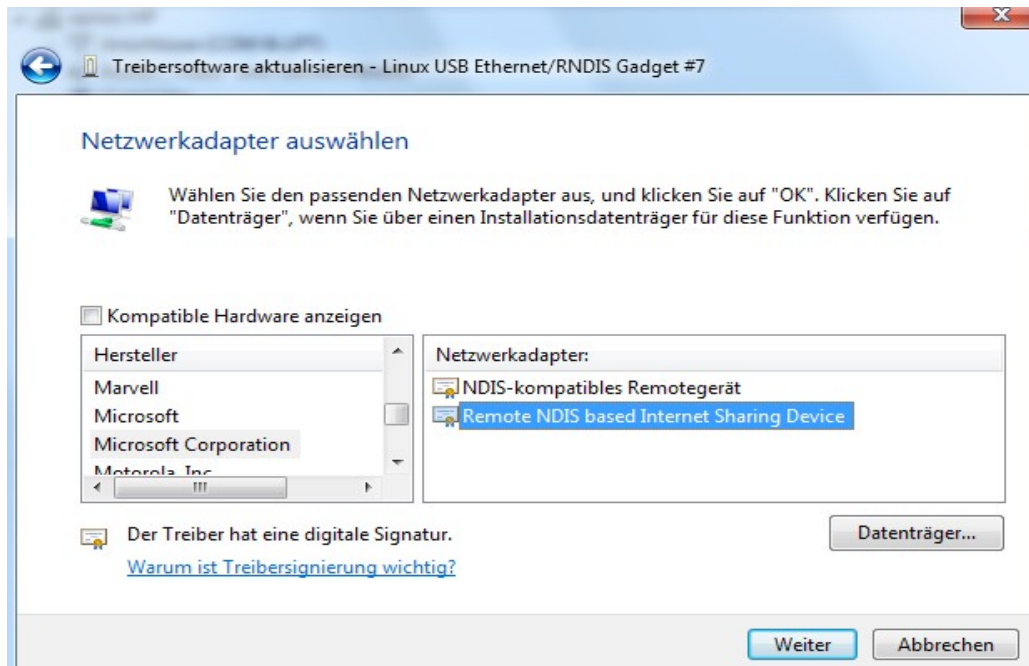 Treibersoftware aktualisieren - Linux USB Ethernet/RNDIS Gadget #7
Netzwerkadapter auswählen
Wählen Sie den passenden Netzwerkadapter aus, und klicken Sie auf "OK". Klicken Sie auf
"Datenträger", wenn Sie über einen Installationsdatenträger für diese Funktion verfügen.
Kompatible Hardware anzeigen
Hersteller
Marvell
Microsoft
Microsoft Corporation
Motorola, Inc.
Netzwerkadapter:
NDIS-kompatibles Remotegerät
Remote NDIS based Internet Sharing Device
Der Treiber hat eine digitale Signatur.
Warum ist Treibersignierung wichtig?
Datenträger...
Weiter
Abbrechen